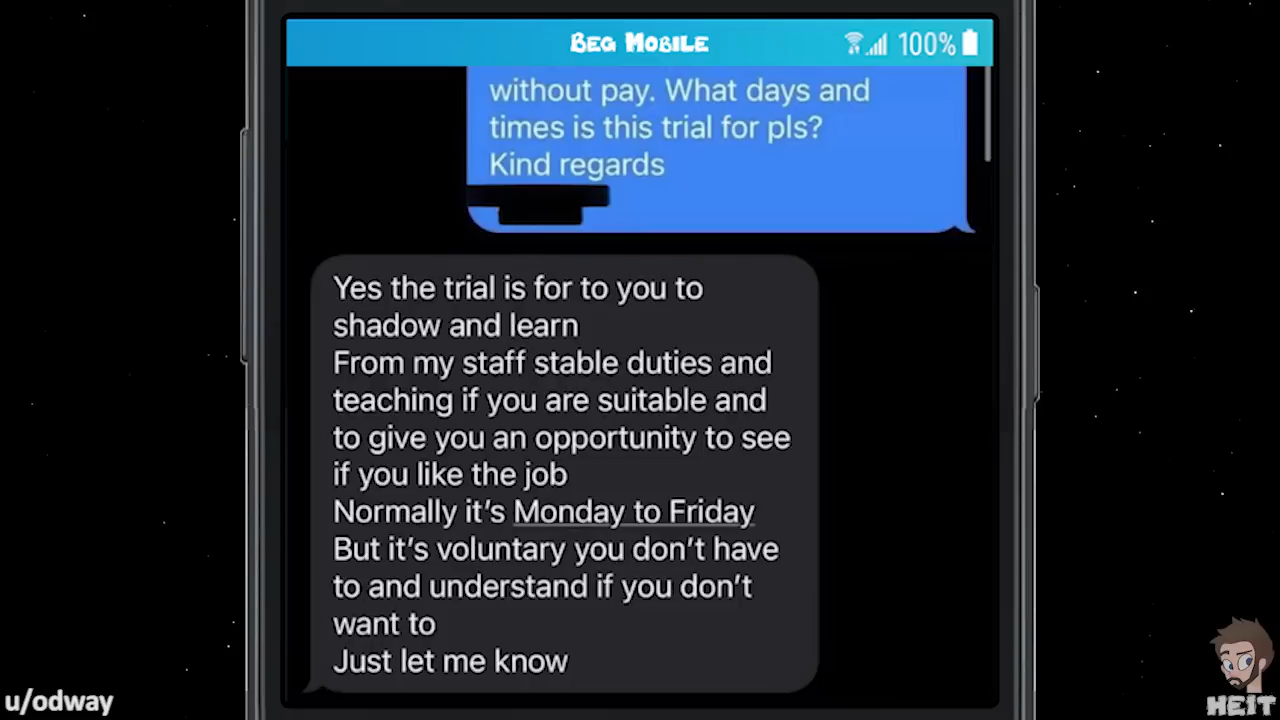 BEG MOBILE
100%
without pay. What days and
times is this trial for pls?
Kind regards
Yes the trial is for to you to
shadow and learn
From my staff stable duties and
teaching if you are suitable and
to give you an opportunity to see
if you like the job
Normally it's Monday to Friday
But it's voluntary you don't have
to and understand if you don't
want to
Just let me know
u/odway
HEIT